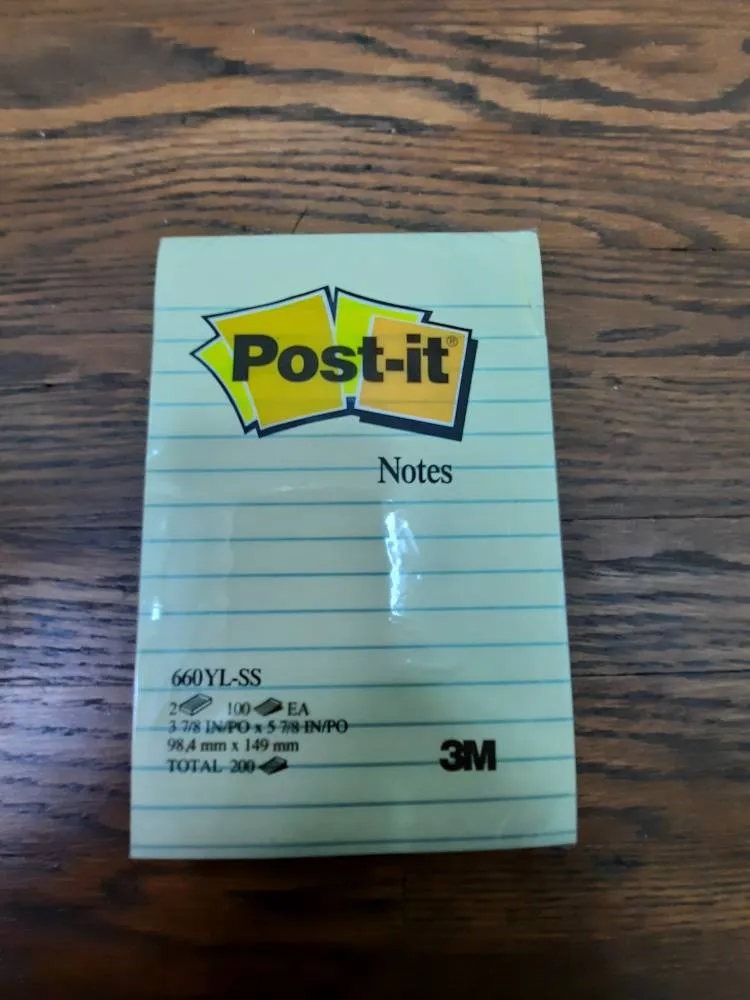 Post-it®
Notes
660YL-SS
2 100 EA
3 7/8 IN/PO x 5 7/8 IN/PO
98,4 mm x 149 mm
TOTAL 200
3M